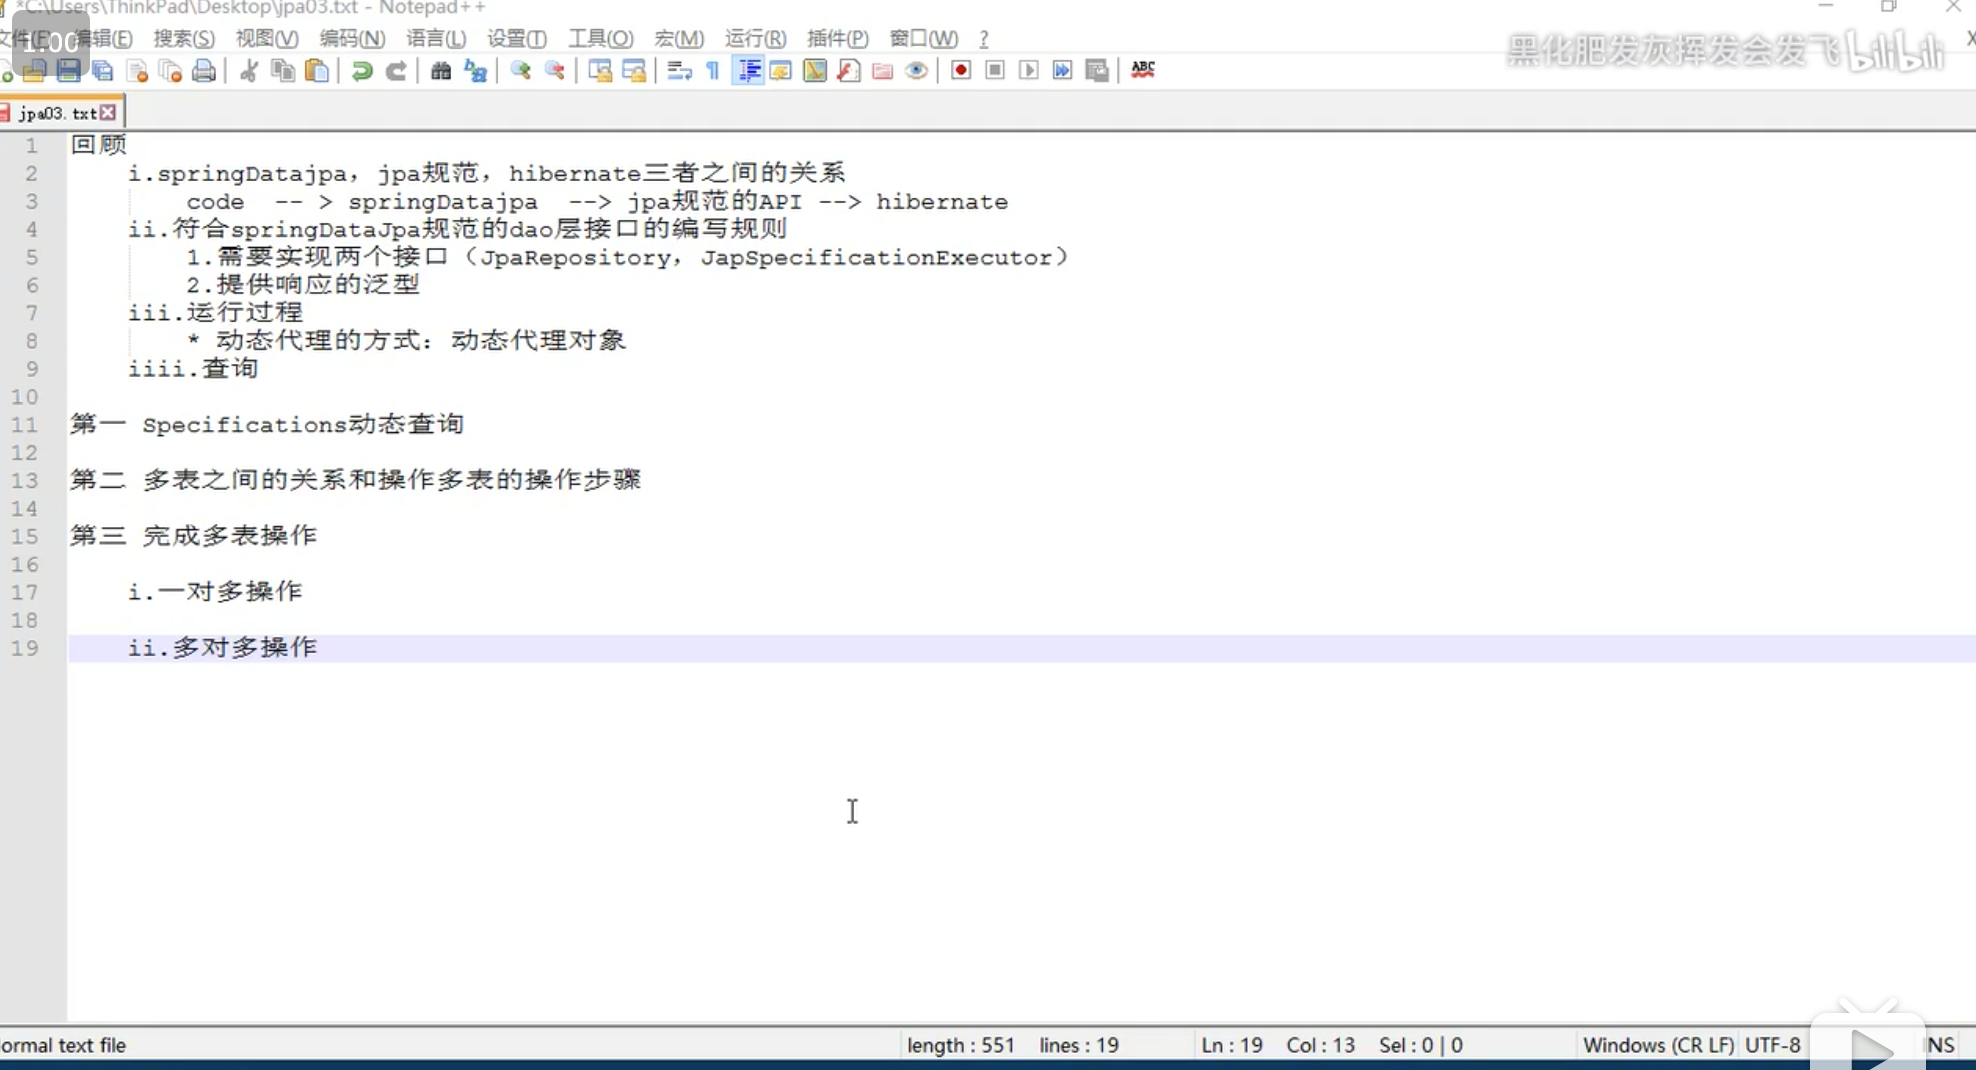 *C:\Users\ThinkPad\Desktop\jpa03.txt - Notepad++
1.00
编辑(E) 搜索(S) 视图(V) 编码(N) 语言(L) 设置(T) 工具(O) 宏(M) 运行(R) 插件(P) 窗口(W) ?
黑化肥发灰挥发会发飞 bilibili
ABC
jpa03.txt
1 回顾
2 i.springDatajpa，jpa规范，hibernate三者之间的关系
3 code -- > springDatajpa --> jpa规范的API --> hibernate
4 ii.符合springDataJpa规范的dao层接口的编写规则
5 1.需要实现两个接口（JpaRepository，JapSpecificationExecutor）
6 2.提供响应的泛型
7 iii.运行过程
8 * 动态代理的方式：动态代理对象
9 iiii.查询
10
11 第一 Specifications动态查询
12
13 第二 多表之间的关系和操作多表的操作步骤
14
15 第三 完成多表操作
16
17 i.一对多操作
18
19 ii.多对多操作
ormal text file length : 551 lines : 19 Ln : 19 Col : 13 Sel : 0 | 0 Windows (CR LF) UTF-8 INS